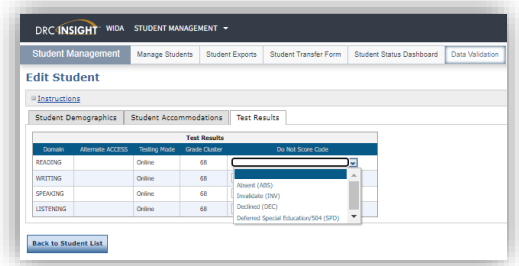 DRC INSIGHT WIDA STUDENT MANAGEMENT
Student Management Manage Students Student Exports Student Transfer Form Student Status Dashboard Data Validation
Edit Student
Instructions
Student Demographics Student Accommodations Test Results
Test Results
Domain Alternate ACCESS Testing Mode Grade Cluster Do Not Score Code
READING Online 68
WRITING Online 68
Absent (ABS)
Invalidate (INV)
SPEAKING Online 68
Declined (DEC)
LISTENING Online 68
Deferred Special Education/504 (SPD)
Back to Student List